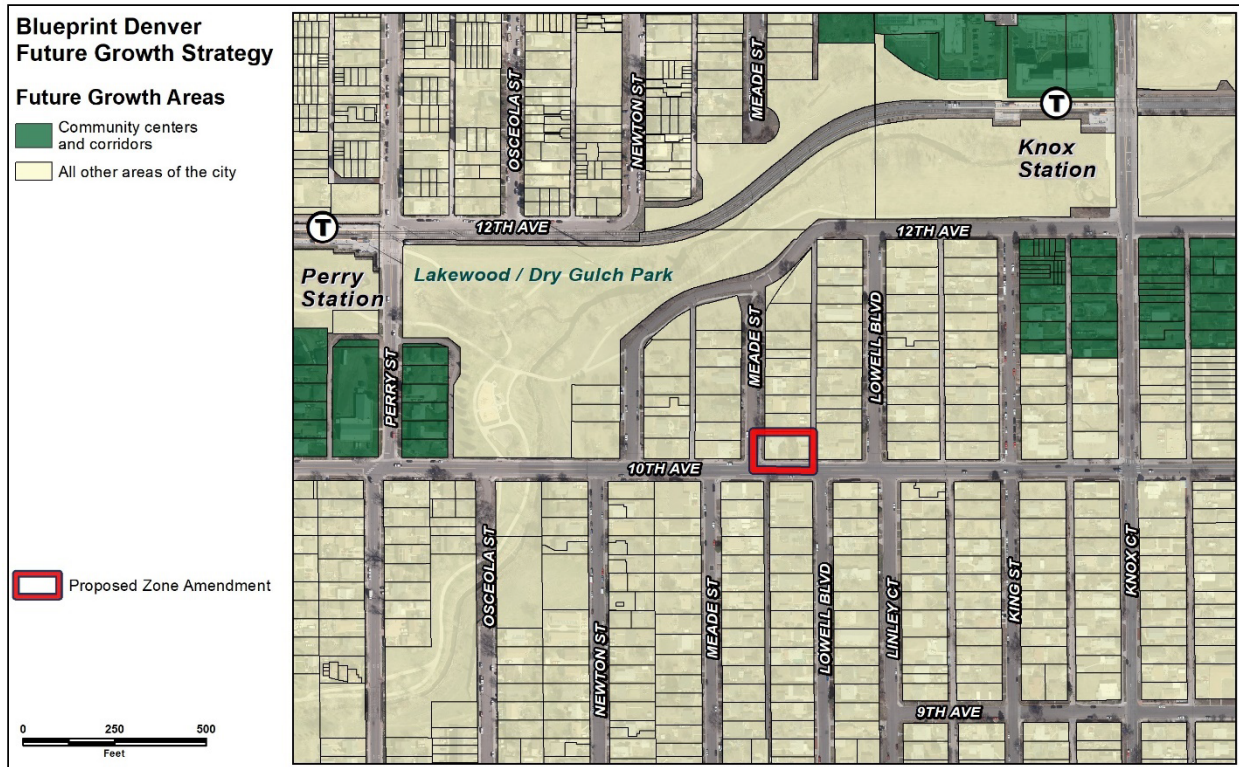 Blueprint Denver
Future Growth Strategy
Future Growth Areas
Community centers
and corridors
All other areas of the city
Proposed Zone Amendment
0 250 500
Feet
OSCEOLA ST
NEWTON ST
MEADE ST
T
Knox
Station
T
12TH AVE
12TH AVE
Perry
Station
Lakewood / Dry Gulch Park
PERRY ST
MEADE ST
LOWELL BLVD
10TH AVE
OSCEOLA ST
NEWTON ST
MEADE ST
LOWELL BLVD
LINLEY CT
KING ST
KNOX CT
9TH AVE